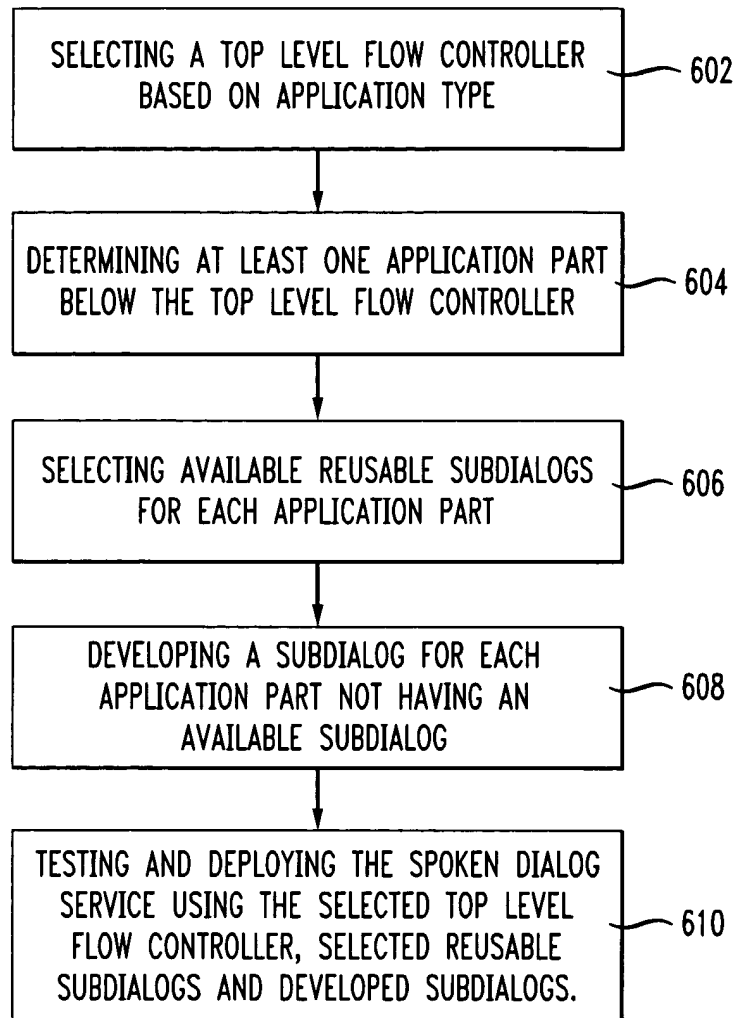 SELECTING A TOP LEVEL FLOW CONTROLLER
BASED ON APPLICATION TYPE
602
DETERMINING AT LEAST ONE APPLICATION PART
BELOW THE TOP LEVEL FLOW CONTROLLER
604
SELECTING AVAILABLE REUSABLE SUBDIALOGS
FOR EACH APPLICATION PART
606
DEVELOPING A SUBDIALOG FOR EACH
APPLICATION PART NOT HAVING AN
AVAILABLE SUBDIALOG
608
TESTING AND DEPLOYING THE SPOKEN DIALOG
SERVICE USING THE SELECTED TOP LEVEL
FLOW CONTROLLER, SELECTED REUSABLE
SUBDIALOGS AND DEVELOPED SUBDIALOGS.
610